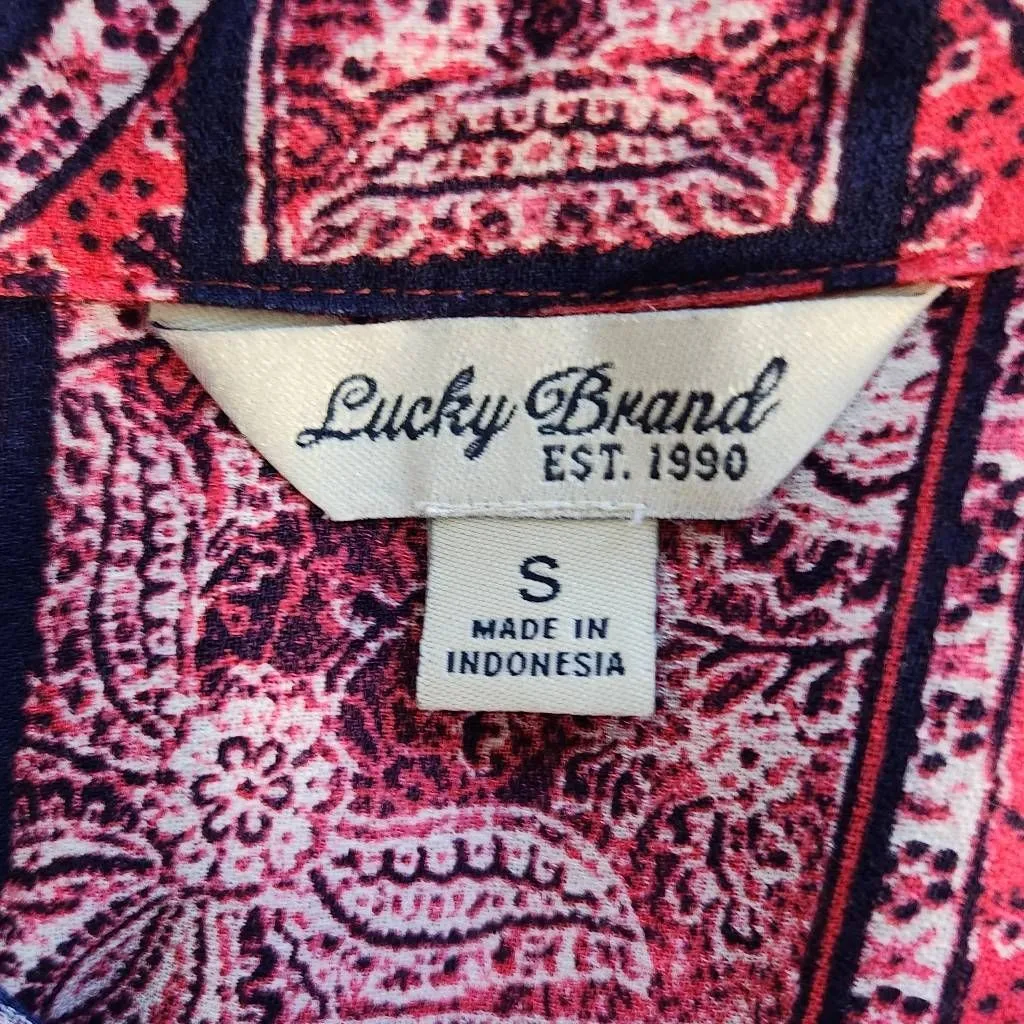 Lucky Brand
EST. 1990
S
MADE IN
INDONESIA